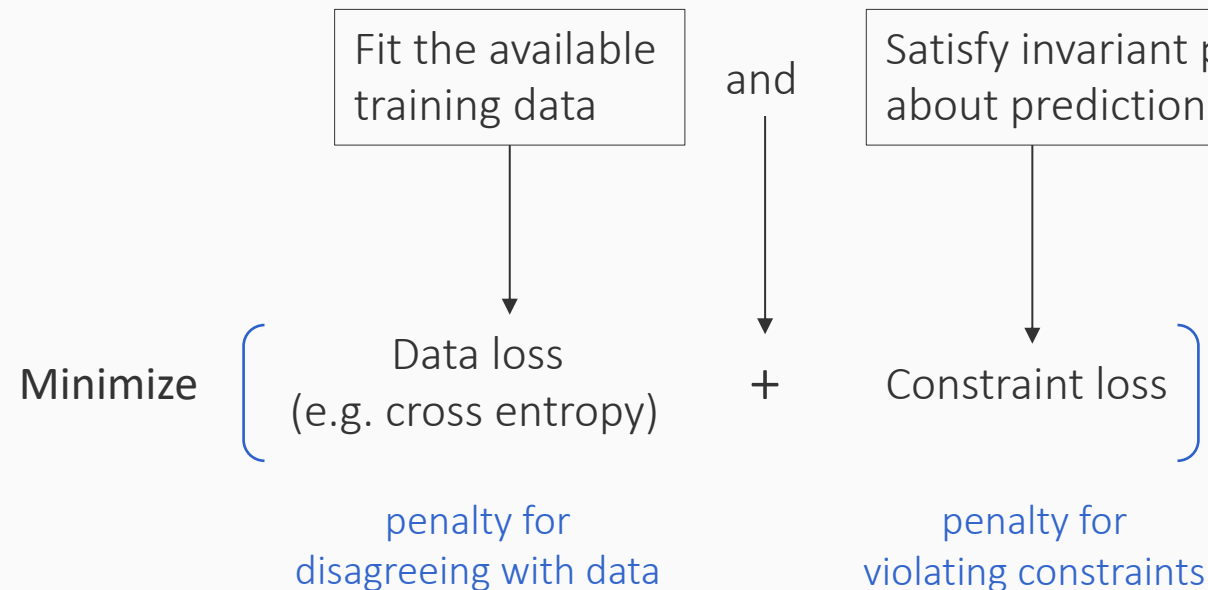 Fit the available
training data
and
Satisfy invariant
about prediction
Minimize
Data loss
(e.g. cross entropy)
+
Constraint loss
penalty for
disagreeing with data
penalty for
violating constraints